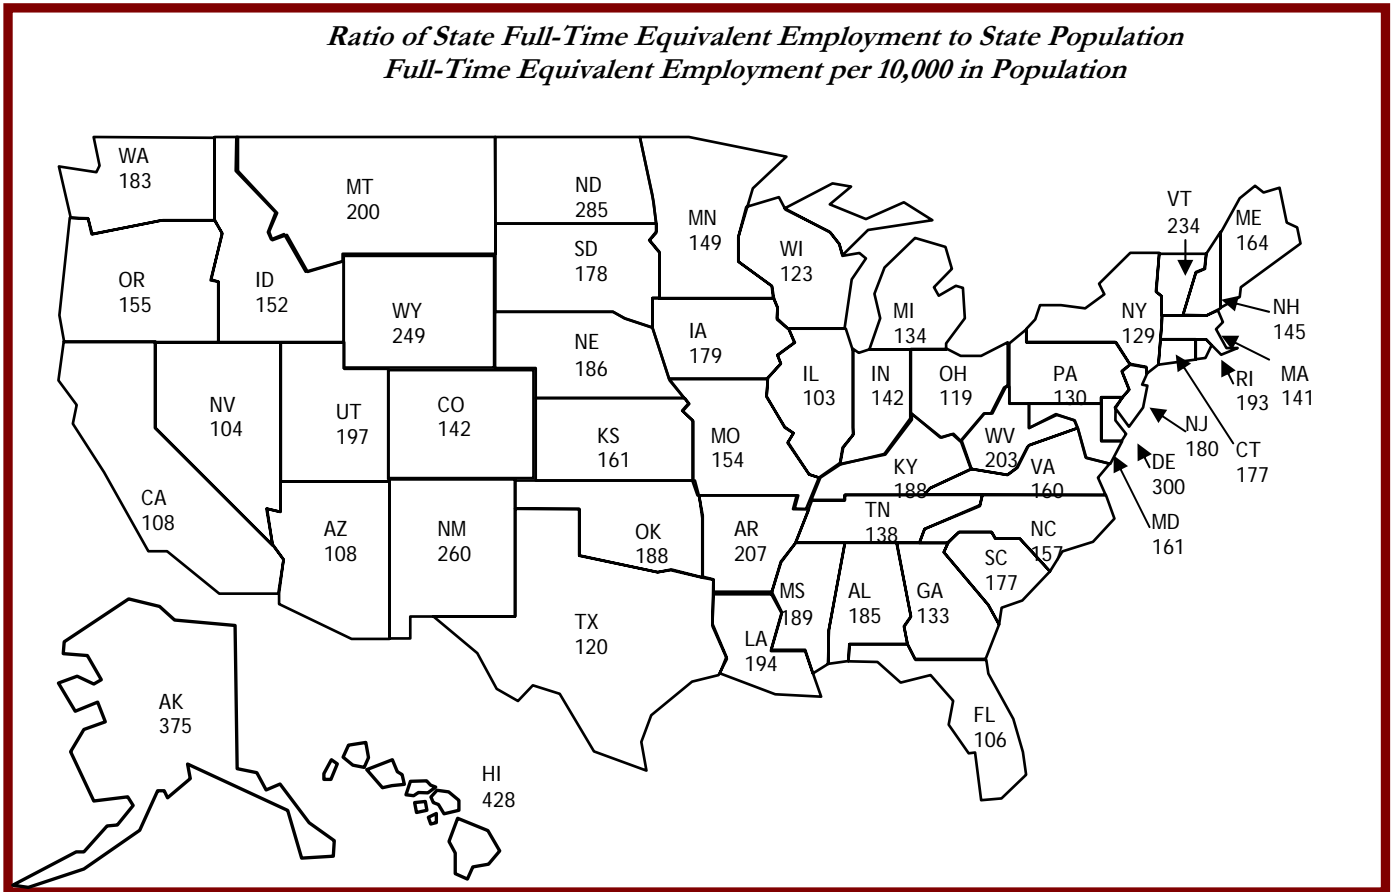 Ratio of State Full-Time Equivalent Employment to State Population
Full-Time Equivalent Employment per 10,000 in Population
WA
183
MT
200
ND
285
MN
149
VT
234
ME
164
OR
155
ID
152
WY
249
SD
178
WI
123
MI
134
NY
129
NH
145
NE
186
IA
179
IL
103
IN
142
OH
119
PA
130
RI
193
MA
141
NV
104
UT
197
CO
142
KS
161
MO
154
WV
203
KY
188
VA
160
NJ
180
CT
177
DE
300
MD
161
CA
108
AZ
108
NM
260
OK
188
AR
207
TN
138
NC
157
SC
177
MS
189
AL
185
GA
133
TX
120
LA
194
FL
106
AK
375
HI
428